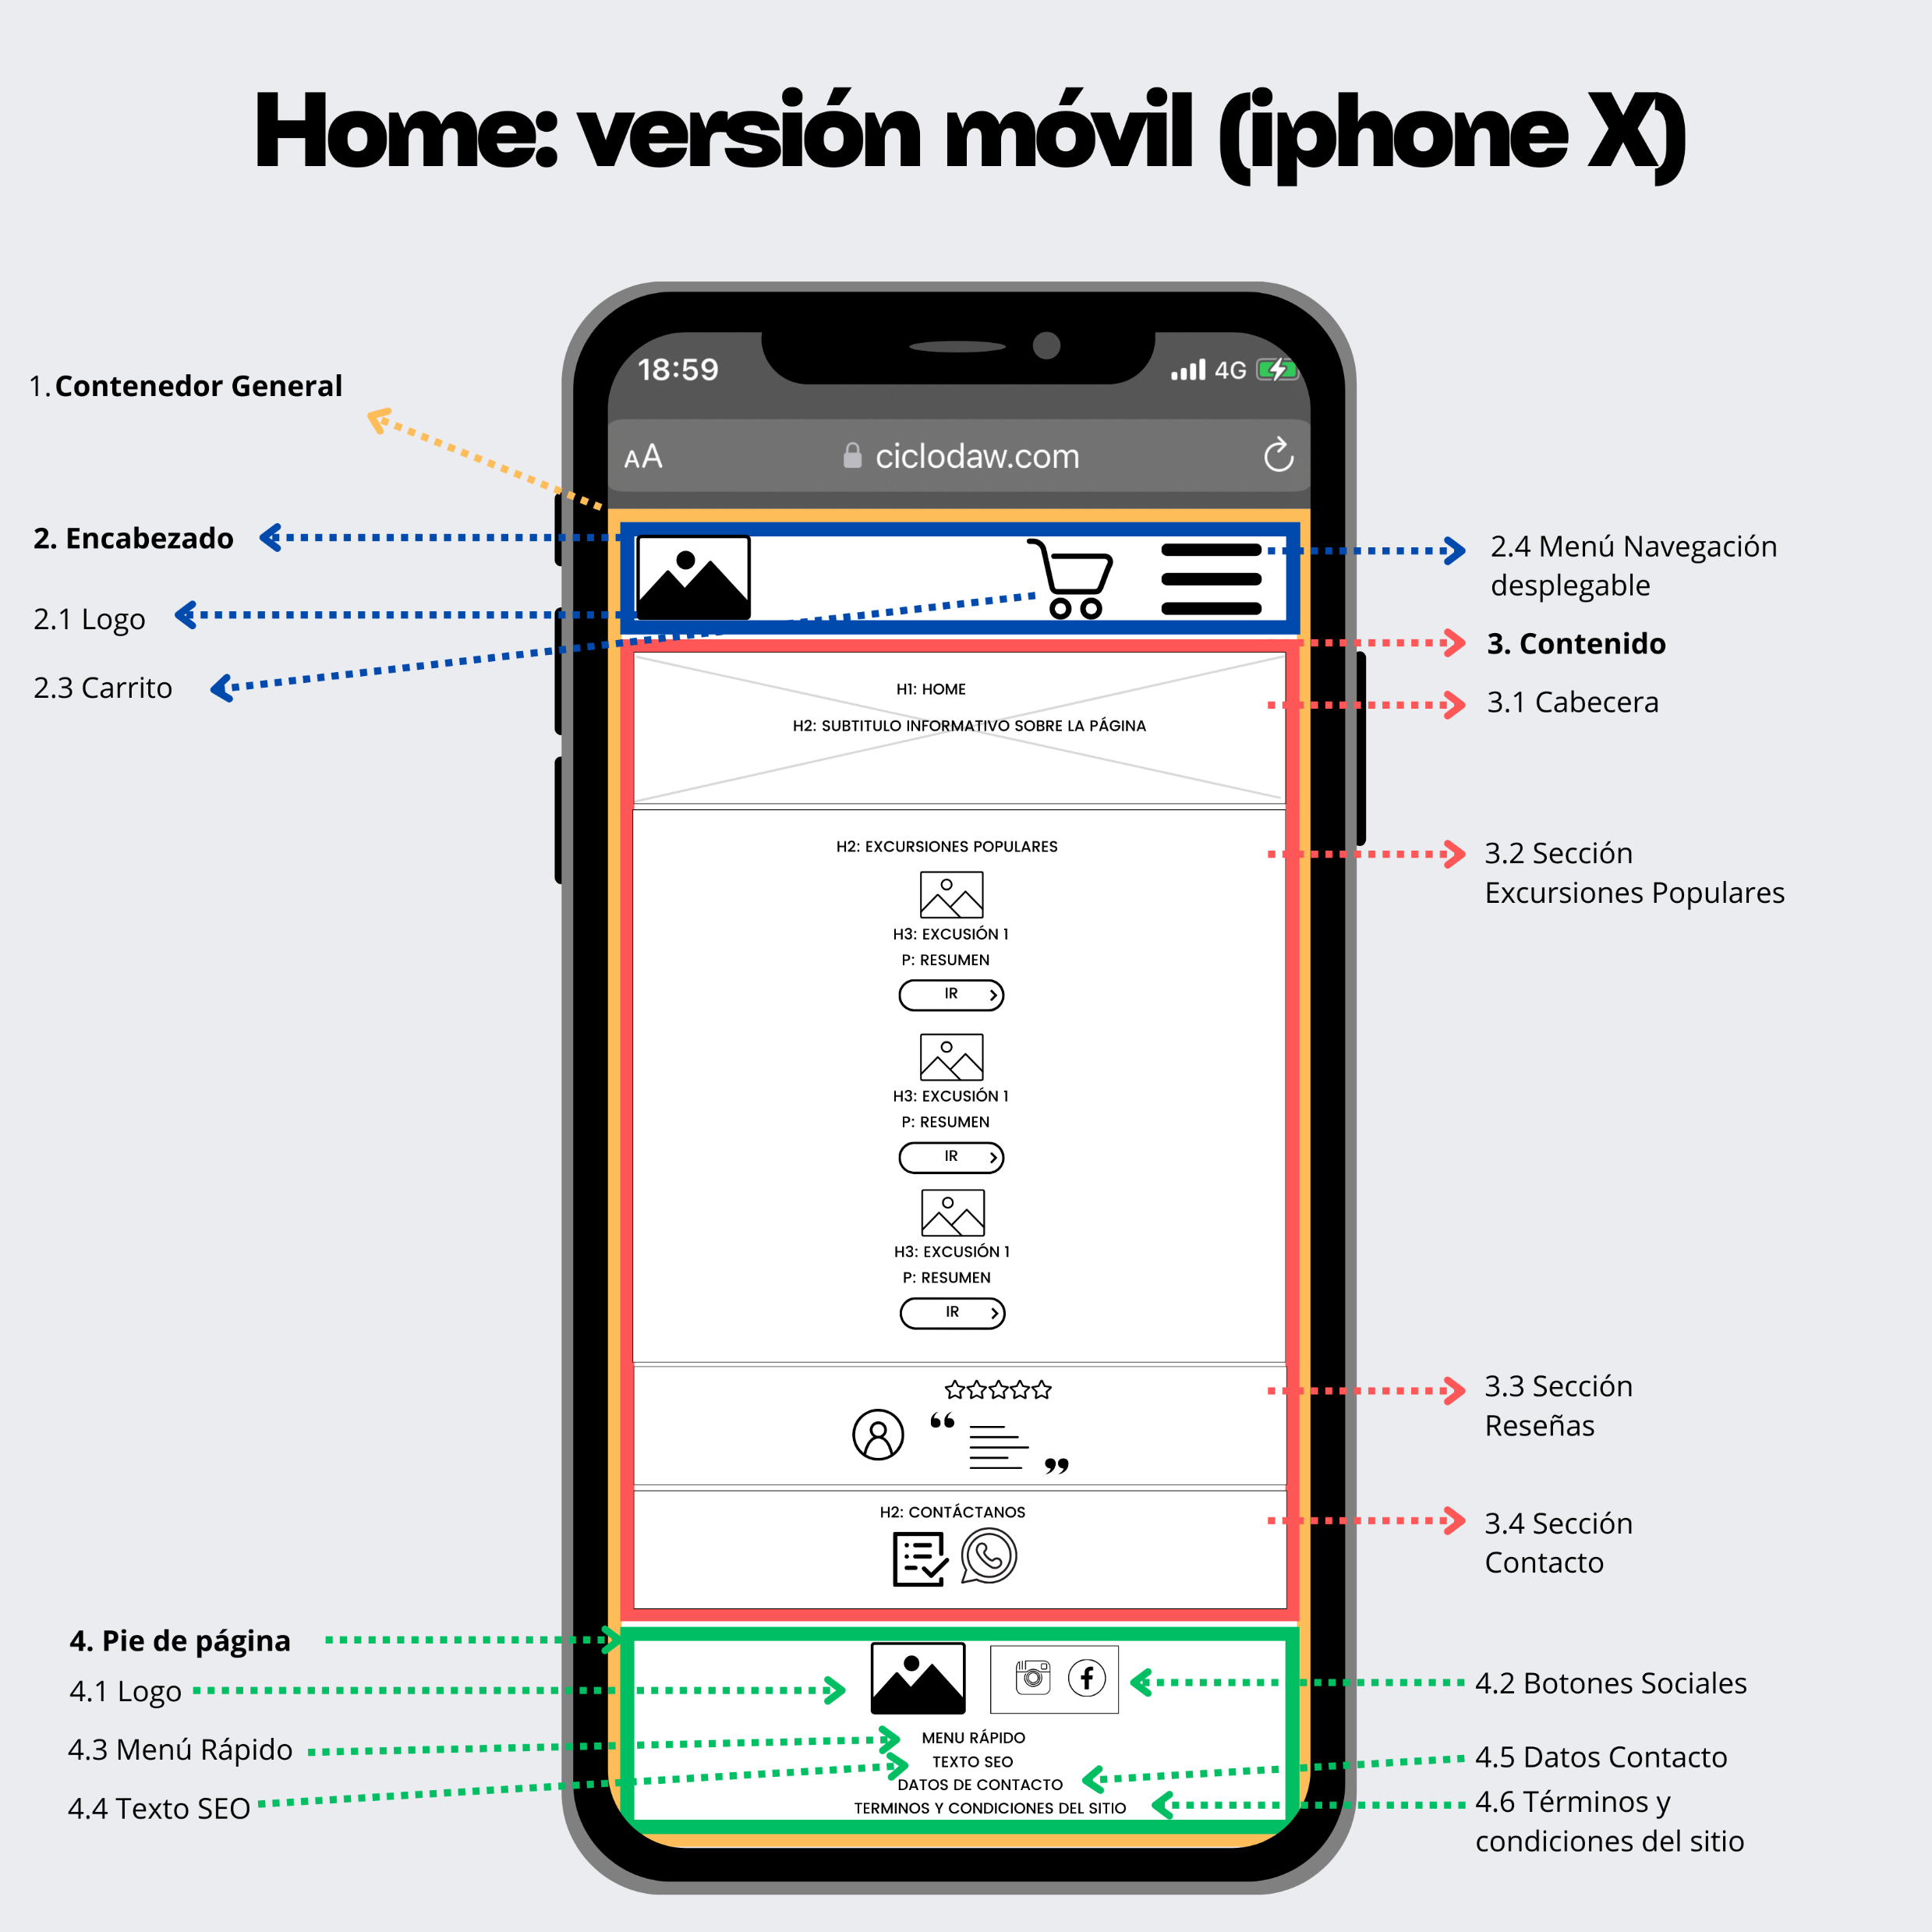 Home: versión móvil (iphone X)
18:59
4G
AA
ciclodaw.com
1. Contenedor General
2. Encabezado
2.1 Logo
2.3 Carrito
2.4 Menú Navegación
desplegable
3. Contenido
3.1 Cabecera
H1: HOME
H2: SUBTITULO INFORMATIVO SOBRE LA PÁGINA
3.2 Sección
Excursiones Populares
H2: EXCURSIONES POPULARES
H3: EXCUSIÓN 1
P: RESUMEN
IR
H3: EXCUSIÓN 1
P: RESUMEN
IR
H3: EXCUSIÓN 1
P: RESUMEN
IR
3.3 Sección
Reseñas
“
”
H2: CONTÁCTANOS
3.4 Sección
Contacto
4. Pie de página
4.1 Logo
4.3 Menú Rápido
4.4 Texto SEO
MENU RÁPIDO
TEXTO SEO
DATOS DE CONTACTO
TERMINOS Y CONDICIONES DEL SITIO
4.2 Botones Sociales
4.5 Datos Contacto
4.6 Términos y
condiciones del sitio